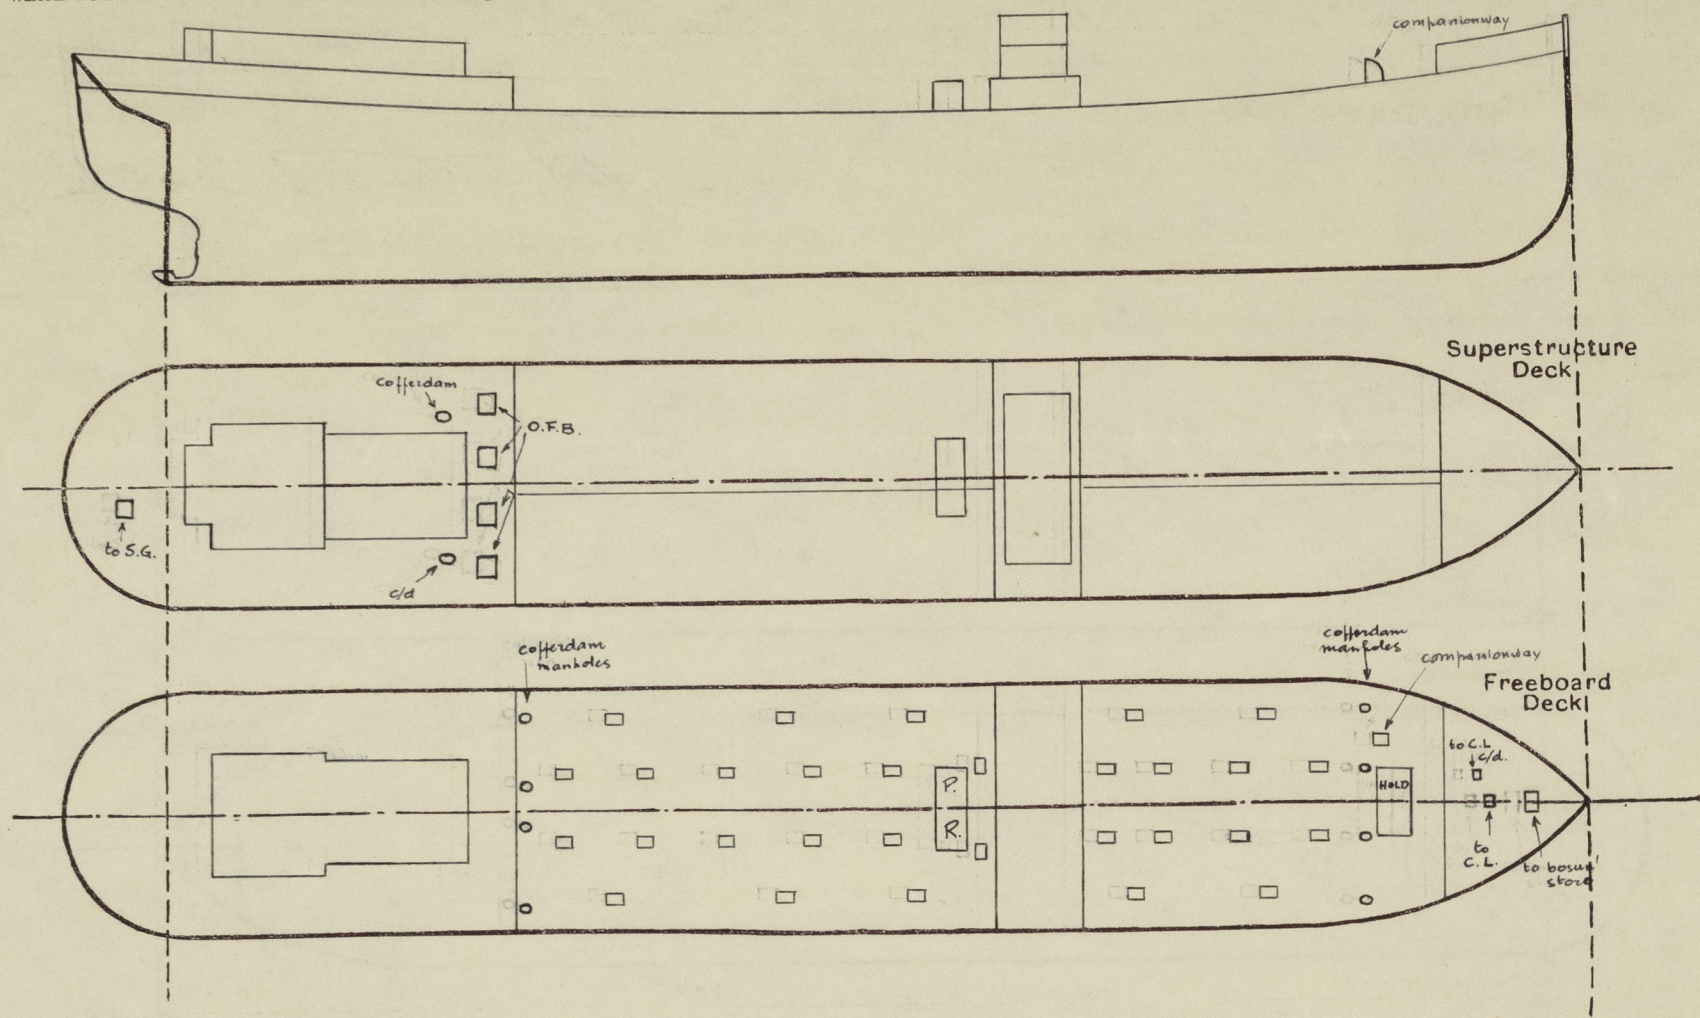 companionway
Superstructure
Deck
cofferdam
O.F.B.
to S.G.
c/d
cofferdam
manholes
cofferdam
manholes
companionway
Freeboard
Deck
to C.L
c/d.
P.
R.
HOLD
to
C.L.
to bosun'
store